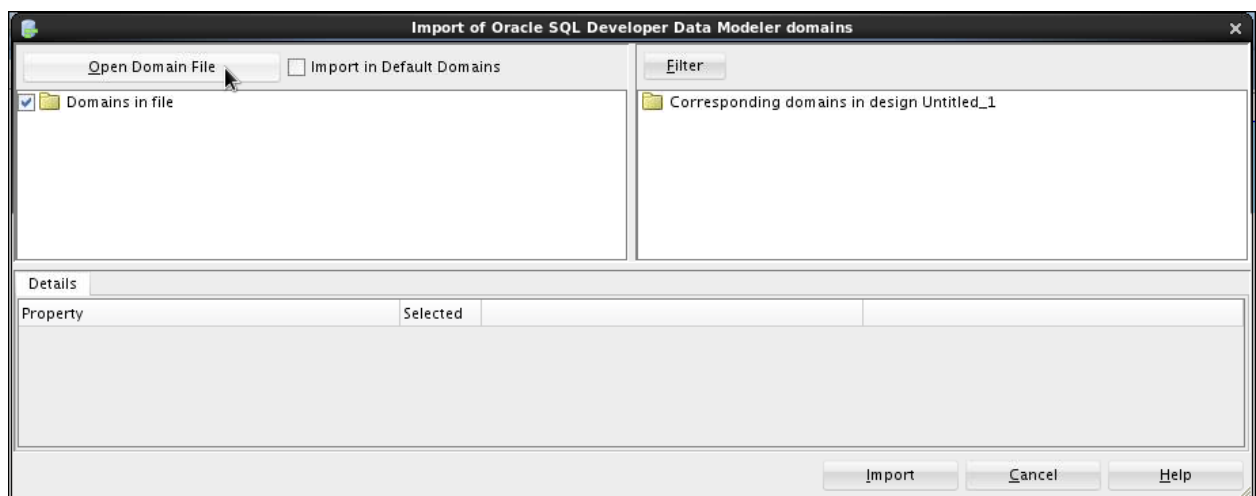 Import of Oracle SQL Developer Data Modeler domains
Open Domain File
Import in Default Domains
Filter
Domains in file
Corresponding domains in design Untitled_1
Details
Property Selected
Import Cancel Help